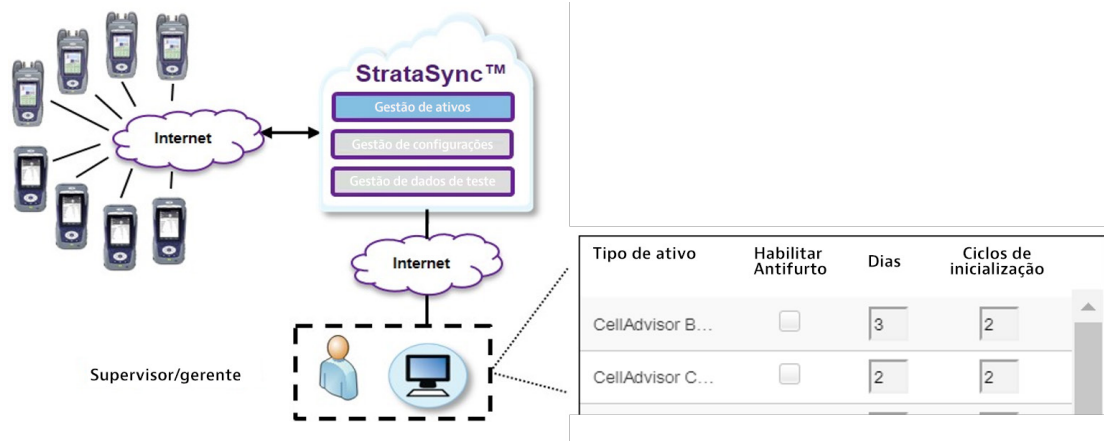 StrataSync™
Gestão de ativos
Gestão de configurações
Gestão de dados de teste
Internet
Internet
Supervisor/gerente
Tipo de ativo
Habilitar
Antifurto
Dias
Ciclos de
inicialização
CellAdvisor B...
3
2
CellAdvisor C...
2
2